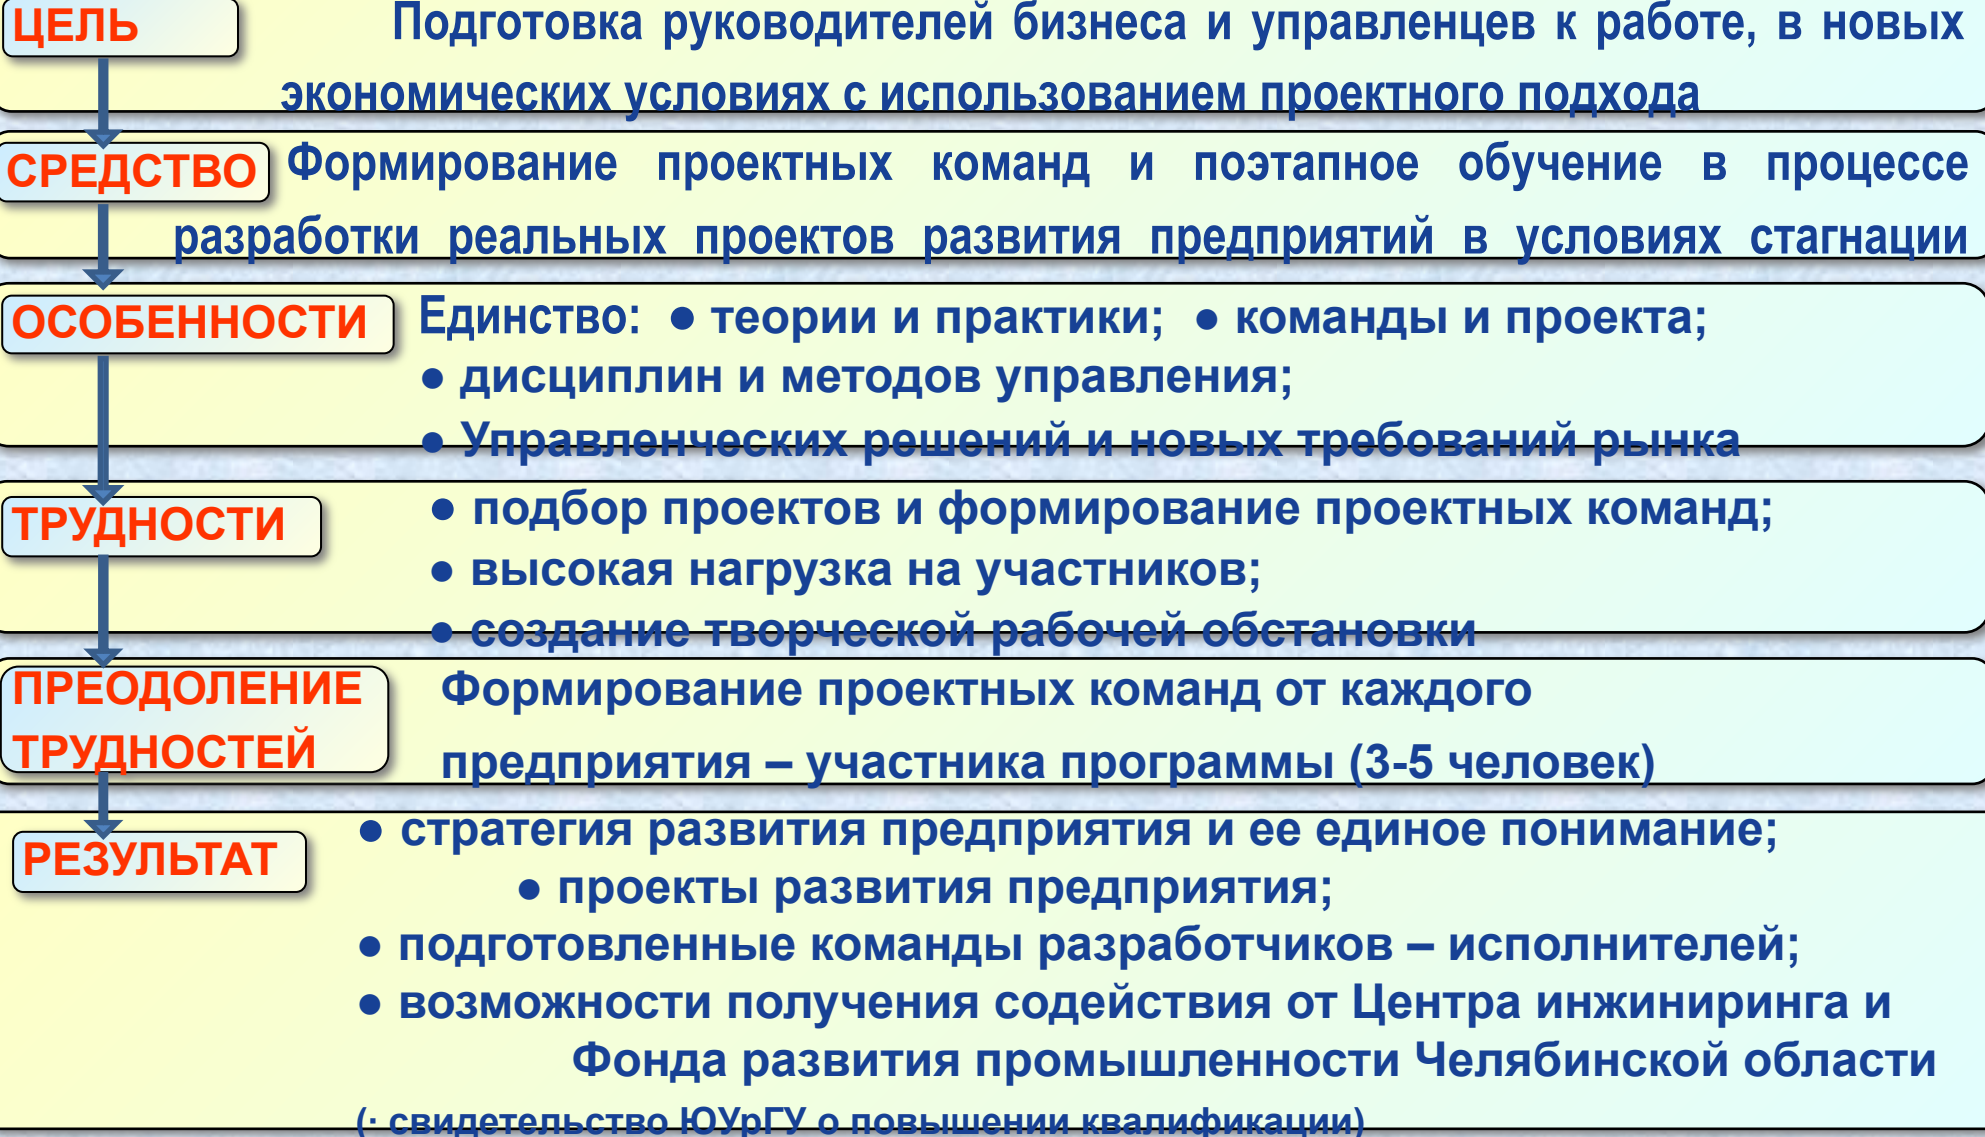 ЦЕЛЬ
Подготовка руководителей бизнеса и управленцев к работе, в новых
экономических условиях с использованием проектного подхода
СРЕДСТВО
Формирование проектных команд и поэтапное обучение в процессе
разработки реальных проектов развития предприятий в условиях стагнации
ОСОБЕННОСТИ
Единство: ● теории и практики; ● команды и проекта;
● дисциплин и методов управления;
● Управленческих решений и новых требований рынка
ТРУДНОСТИ
● подбор проектов и формирование проектных команд;
● высокая нагрузка на участников;
● создание творческой рабочей обстановки
ПРЕОДОЛЕНИЕ
ТРУДНОСТЕЙ
Формирование проектных команд от каждого
предприятия – участника программы (3-5 человек)
РЕЗУЛЬТАТ
● стратегия развития предприятия и ее единое понимание;
● проекты развития предприятия;
● подготовленные команды разработчиков – исполнителей;
● возможности получения содействия от Центра инжиниринга и
Фонда развития промышленности Челябинской области
(· свидетельство ЮУрГУ о повышении квалификации)